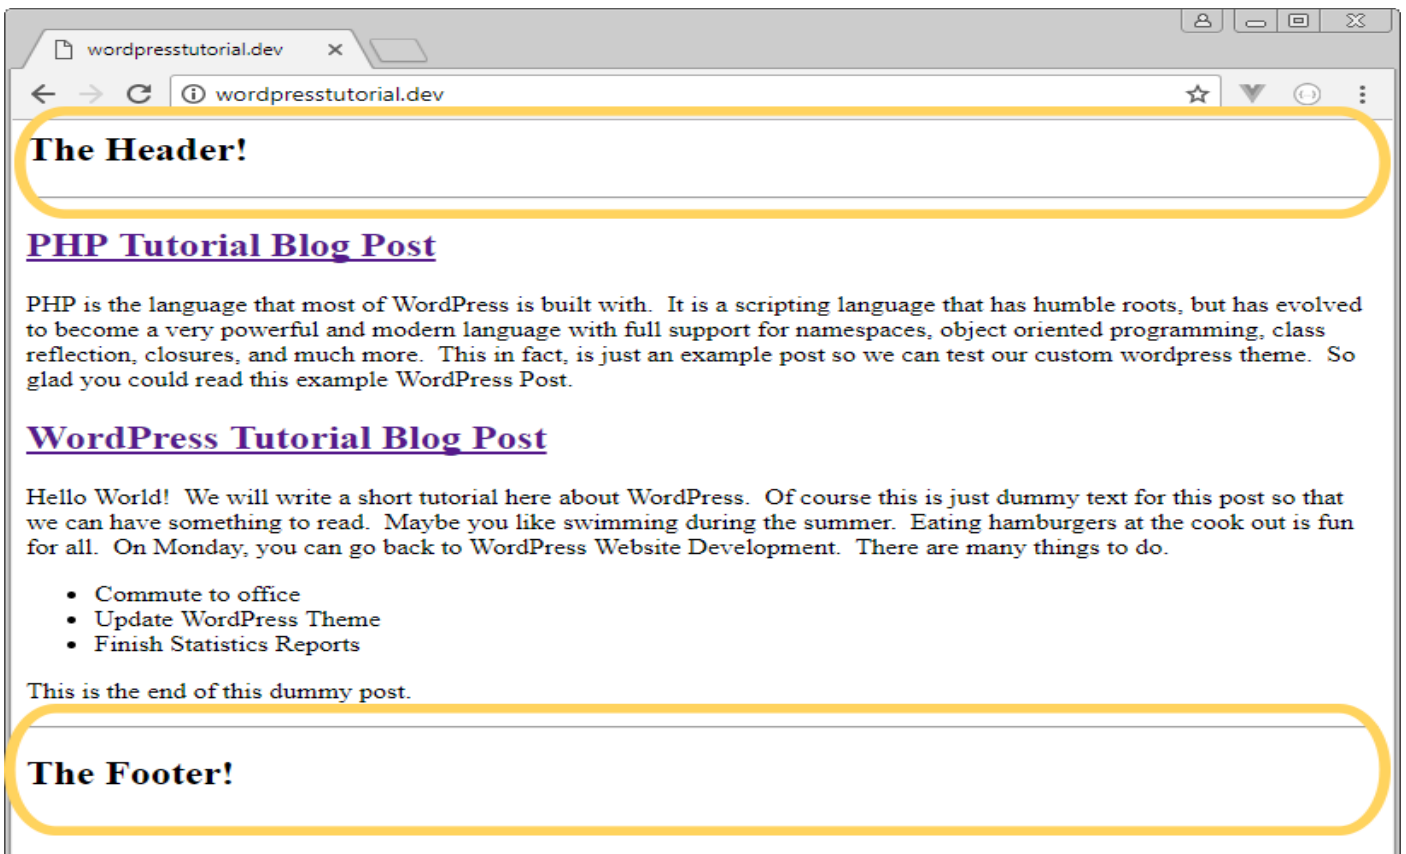 wordpresstutorial.dev
wordpresstutorial.dev
The Header!
PHP Tutorial Blog Post
PHP is the language that most of WordPress is built with.  It is a scripting language that has humble roots, but has evolved
to become a very powerful and modern language with full support for namespaces, object oriented programming, class
reflection, closures, and much more.  This in fact, is just an example post so we can test our custom wordpress theme.  So
glad you could read this example WordPress Post.
WordPress Tutorial Blog Post
Hello World!  We will write a short tutorial here about WordPress.  Of course this is just dummy text for this post so that
we can have something to read.  Maybe you like swimming during the summer.  Eating hamburgers at the cook out is fun
for all.  On Monday, you can go back to WordPress Website Development.  There are many things to do.
• Commute to office
• Update WordPress Theme
• Finish Statistics Reports
This is the end of this dummy post.
The Footer!